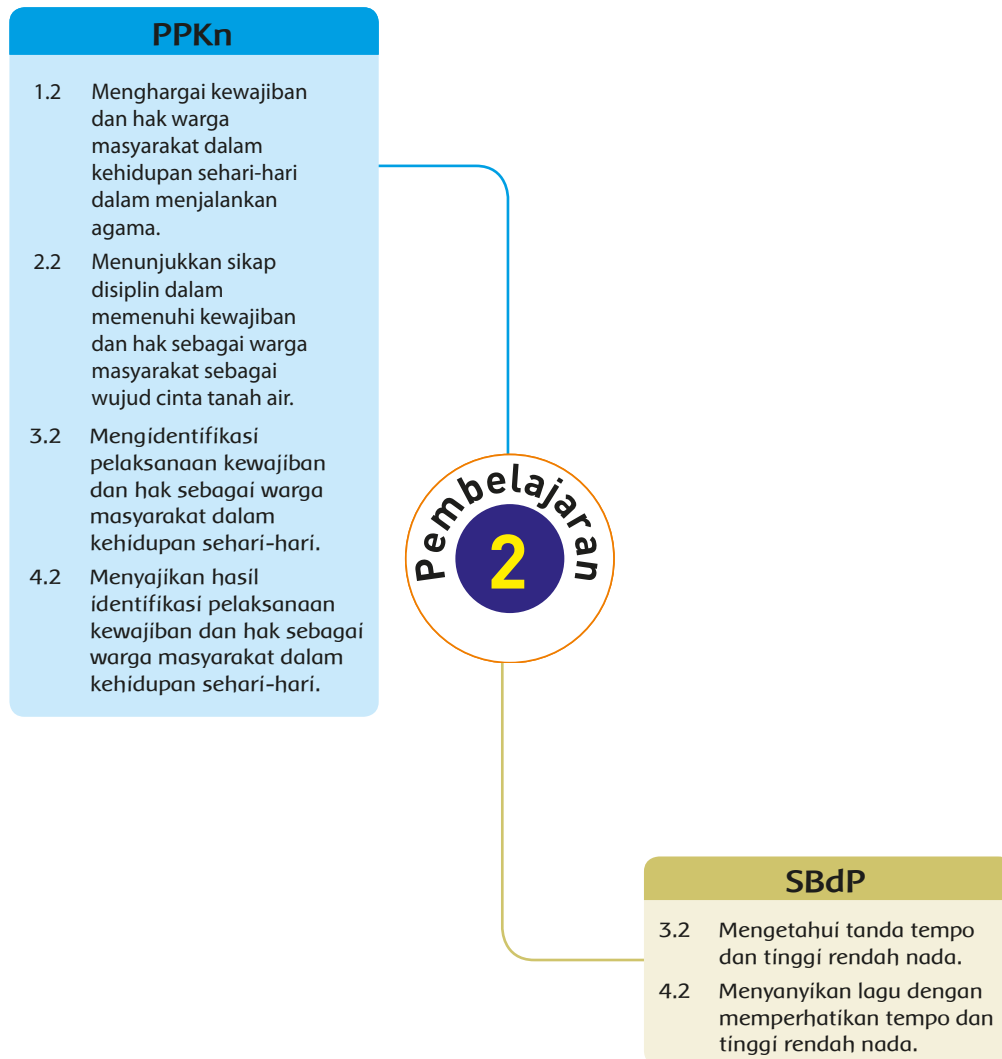 PPKn
1.2 Menghargai kewajiban
dan hak warga
masyarakat dalam
kehidupan sehari-hari
dalam menjalankan
agama.
2.2 Menunjukkan sikap
disiplin dalam
memenuhi kewajiban
dan hak sebagai warga
masyarakat sebagai
wujud cinta tanah air.
3.2 Mengidentifikasi
pelaksanaan kewajiban
dan hak sebagai warga
masyarakat dalam
kehidupan sehari-hari.
4.2 Menyajikan hasil
identifikasi pelaksanaan
kewajiban dan hak sebagai
warga masyarakat dalam
kehidupan sehari-hari.
Pembelajaran
2
SBdP
3.2 Mengetahui tanda tempo
dan tinggi rendah nada.
4.2 Menyanyikan lagu dengan
memperhatikan tempo dan
tinggi rendah nada.